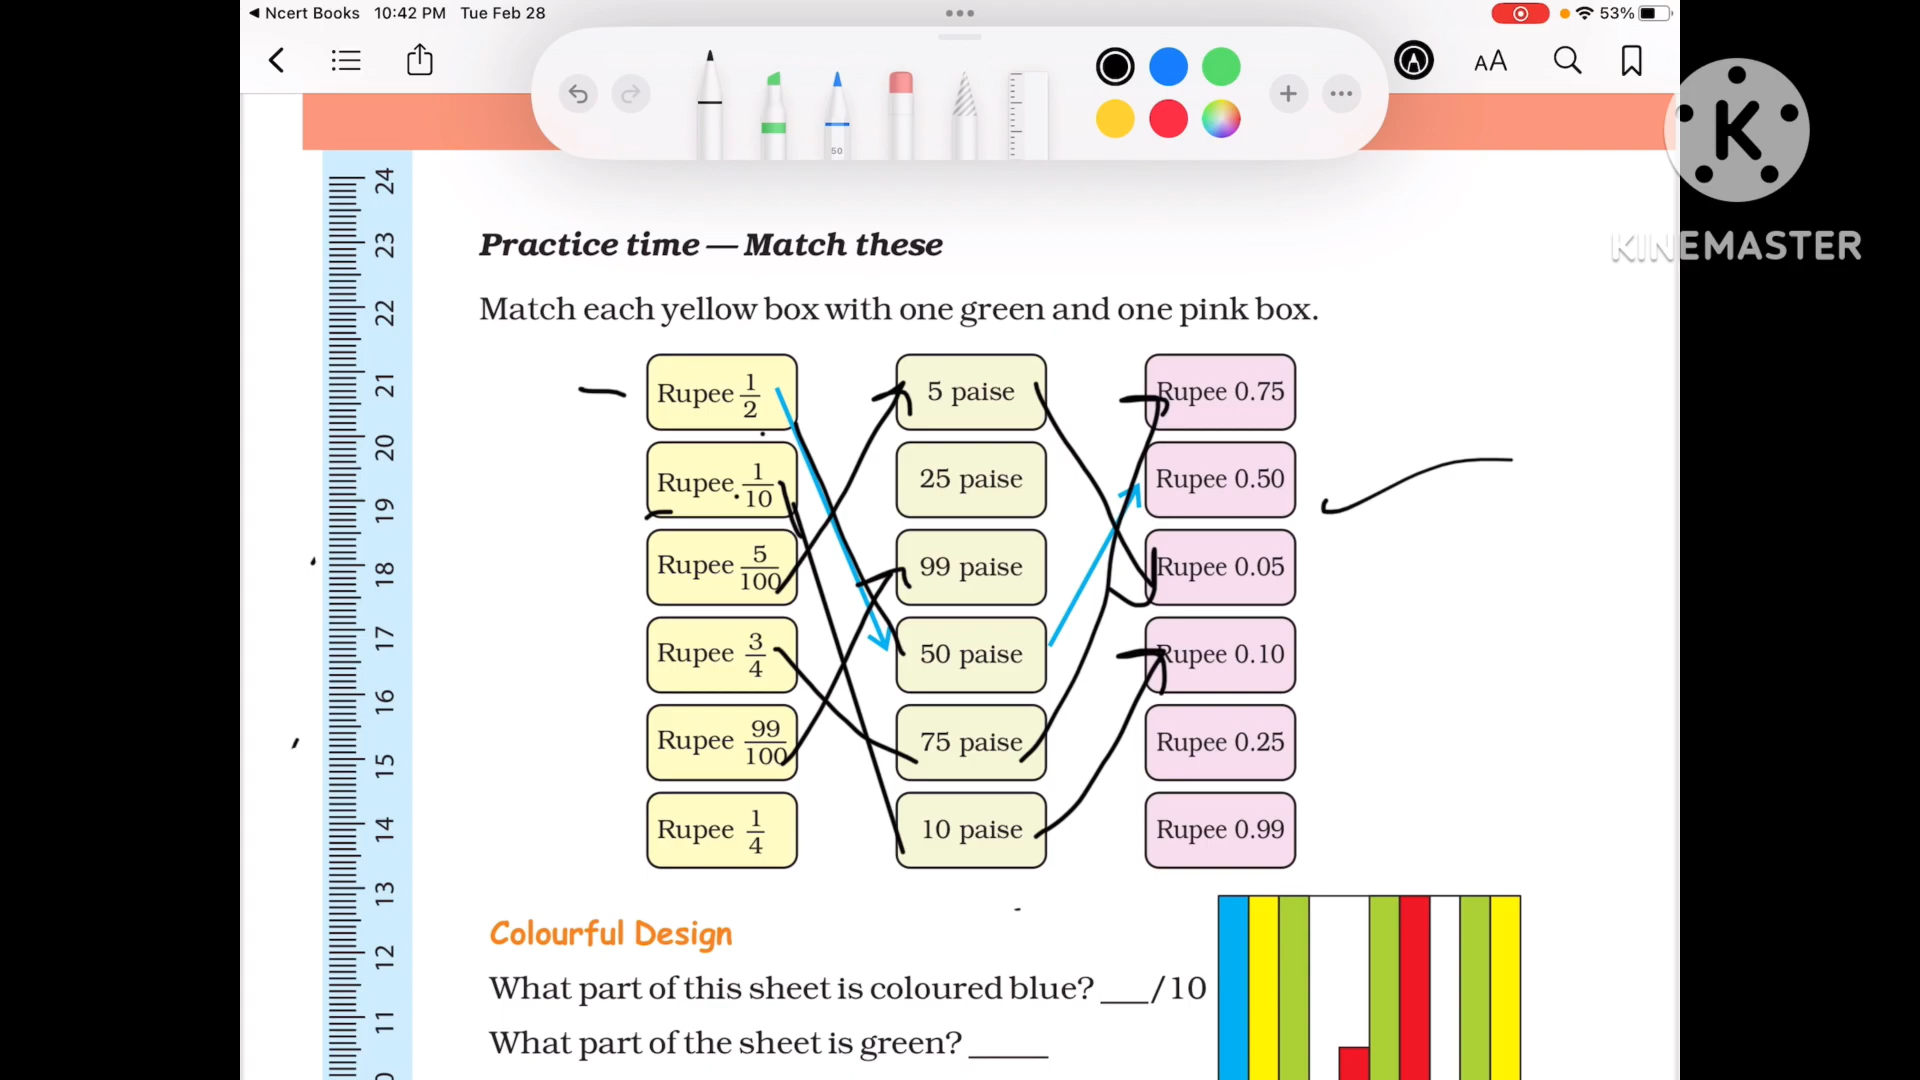 Ncert Books 10:42 PM Tue Feb 28
53%
AA
50
K
KINEMASTER
24
23
22
21
20
19
18
17
16
15
14
13
12
11
Practice time — Match these
Match each yellow box with one green and one pink box.
Rupee 1/2 5 paise Rupee 0.75
Rupee 1/10 25 paise Rupee 0.50
Rupee 5/100 99 paise Rupee 0.05
Rupee 3/4 50 paise Rupee 0.10
Rupee 99/100 75 paise Rupee 0.25
Rupee 1/4 10 paise Rupee 0.99
Colourful Design
What part of this sheet is coloured blue? ___/10
What part of the sheet is green? _____